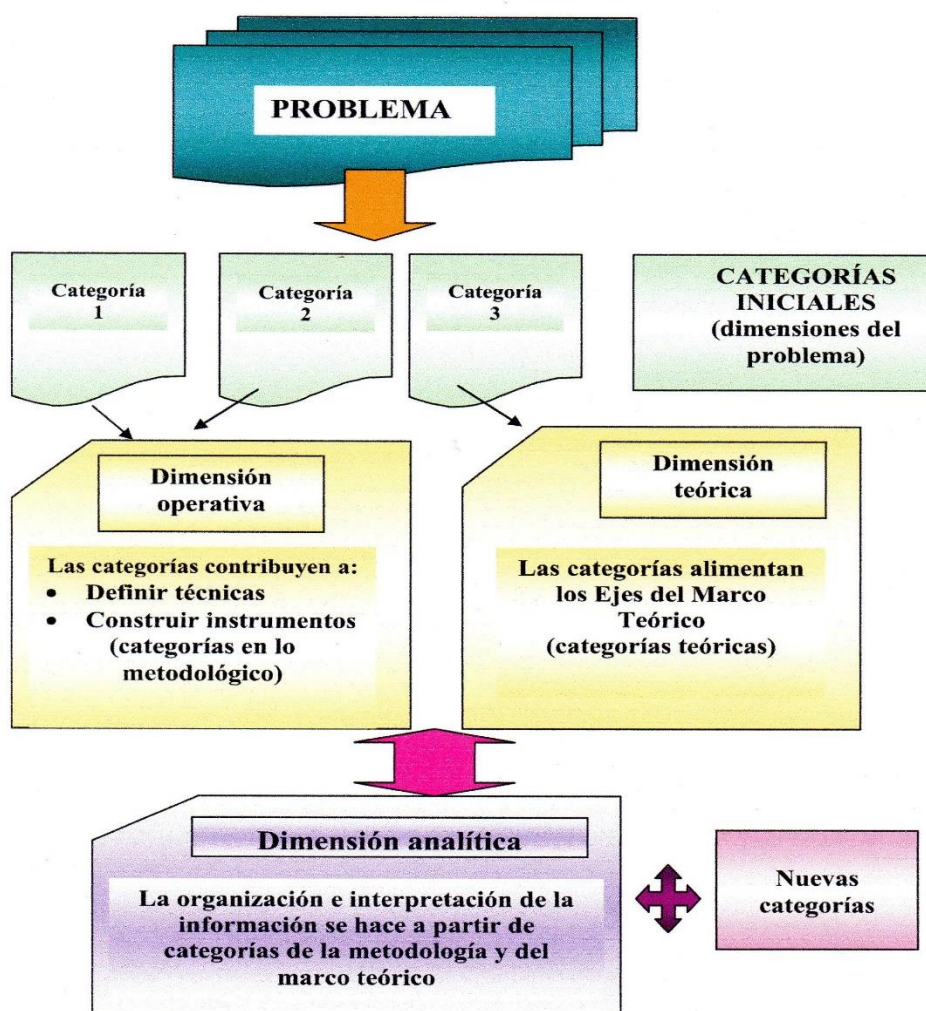 PROBLEMA
Categoría
1
Categoría
2
Categoría
3
CATEGORÍAS
INICIALES
(dimensiones del
problema)
Dimensión
operativa
Las categorías contribuyen a:
• Definir técnicas
• Construir instrumentos
(categorías en lo
metodológico)
Dimensión
teórica
Las categorías alimentan
los Ejes del Marco
Teórico
(categorías teóricas)
Dimensión analítica
La organización e interpretación de la
información se hace a partir de
categorías de la metodología y del
marco teórico
Nuevas
categorías